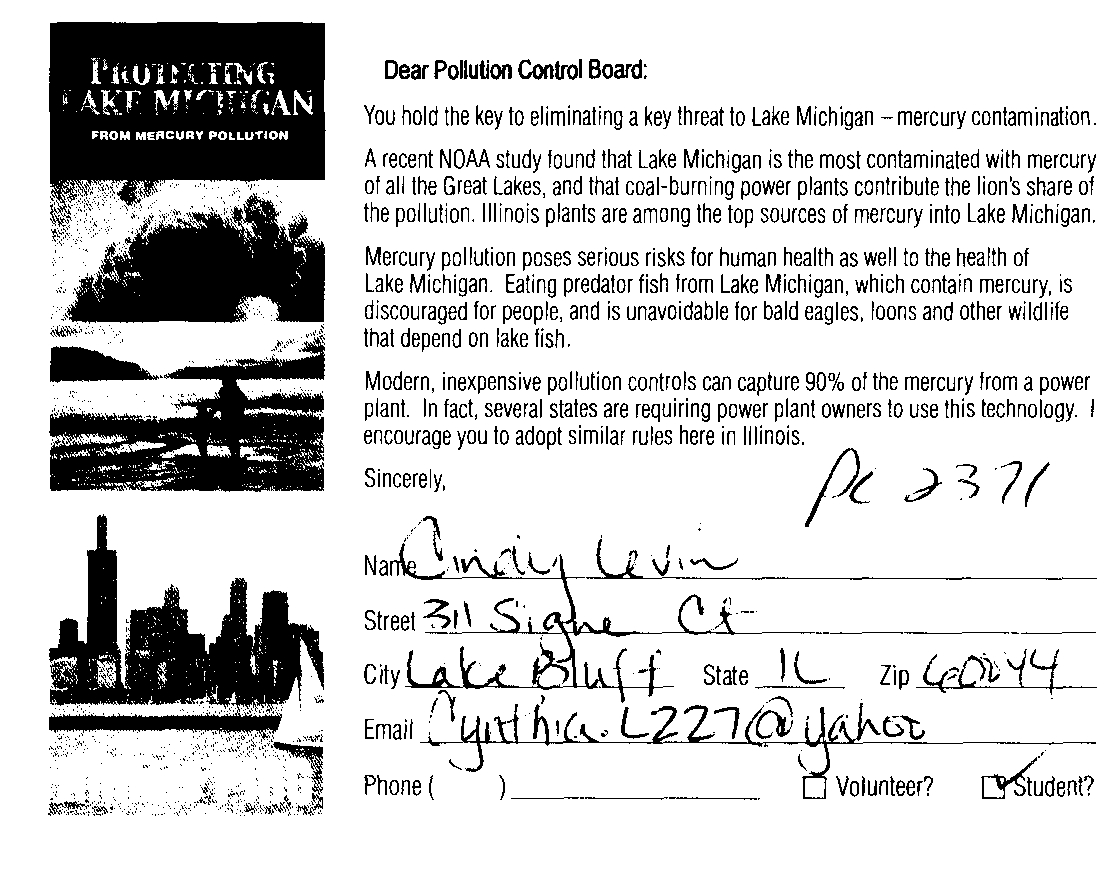 PROTECTING
LAKE MICHIGAN
FROM MERCURY POLLUTION
Dear Pollution Control Board:
You hold the key to eliminating a key threat to Lake Michigan – mercury contamination.
A recent NOAA study found that Lake Michigan is the most contaminated with mercury
of all the Great Lakes, and that coal-burning power plants contribute the lion's share of
the pollution. Illinois plants are among the top sources of mercury into Lake Michigan.
Mercury pollution poses serious risks for human health as well to the health of
Lake Michigan. Eating predator fish from Lake Michigan, which contain mercury, is
discouraged for people, and is unavoidable for bald eagles, loons and other wildlife
that depend on lake fish.
Modern, inexpensive pollution controls can capture 90% of the mercury from a power
plant. In fact, several states are requiring power plant owners to use this technology. I
encourage you to adopt similar rules here in Illinois.
Sincerely,
PC 2371
Name Cindy Levin
Street 311 Signe Ct
City Lake Bluff State IL Zip 60044
Email Cynthia.L227@yahoo
Phone ( )
Volunteer? Student?